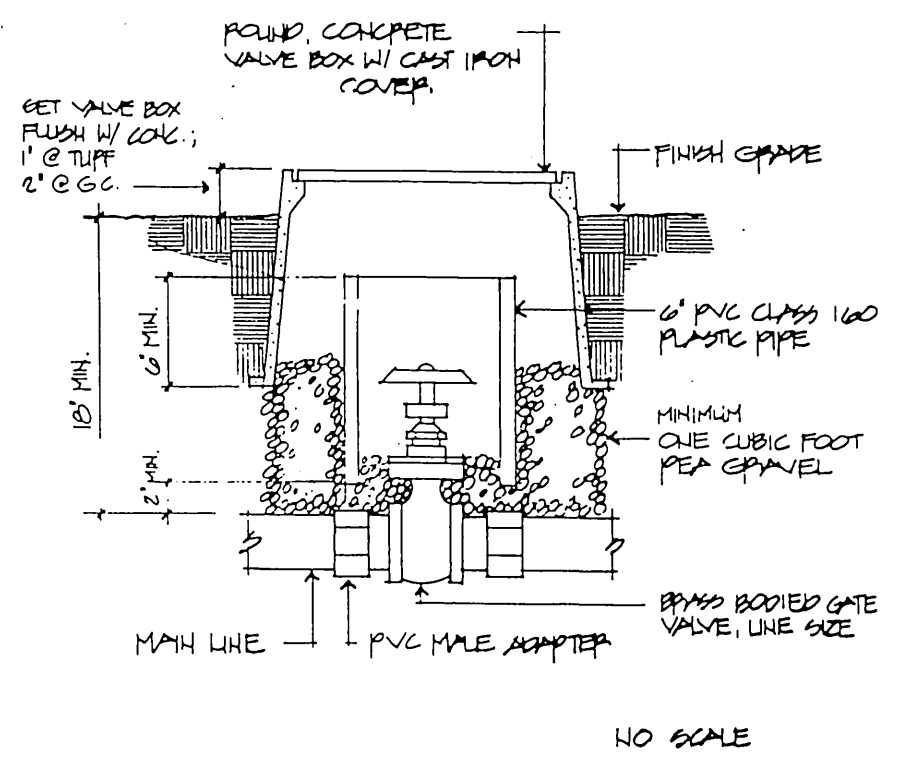 ROUND, CONCRETE
VALVE BOX W/ CAST IRON
COVER.
SET VALVE BOX
FLUSH W/ CONC.;
1" @ TURF
2" @ G.C.
FINISH GRADE
6" PVC CLASS 160
PLASTIC PIPE
6" MIN.
18" MIN.
MINIMUM
ONE CUBIC FOOT
PEA GRAVEL
2" MIN.
BRASS BODIED GATE
VALVE, LINE SIZE
MAIN LINE
PVC MALE ADAPTER
NO SCALE